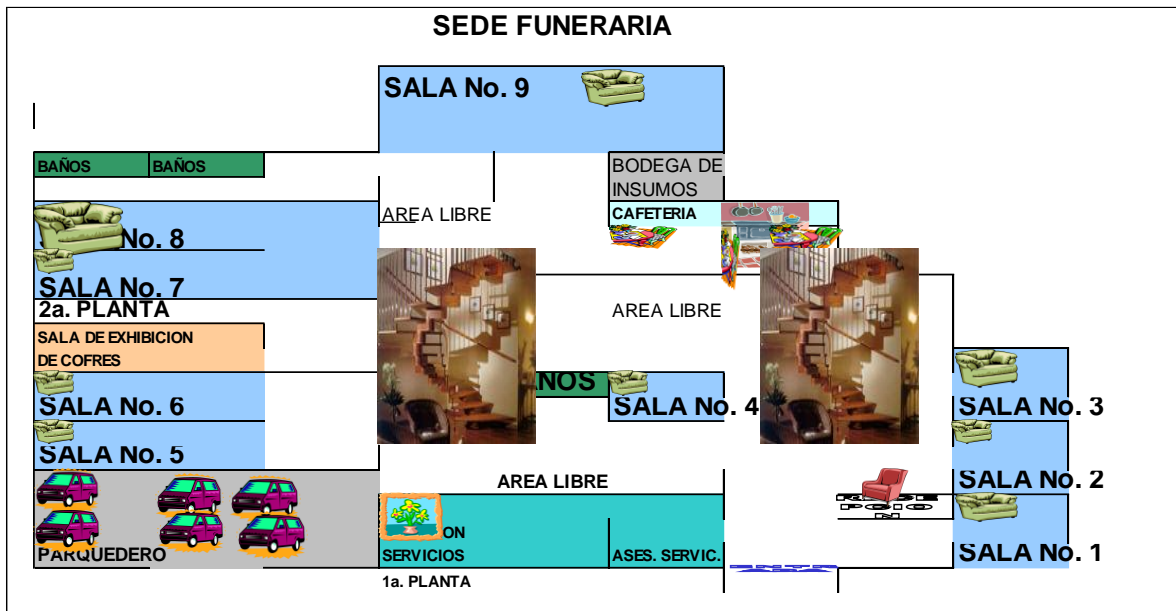 SEDE FUNERARIA
SALA No. 9
BAÑOS BAÑOS
BODEGA DE
INSUMOS
AREA LIBRE
CAFETERIA
No. 8
SALA No. 7
2a. PLANTA
AREA LIBRE
SALA DE EXHIBICION
DE COFRES
SALA No. 6
SALA No. 4
SALA No. 3
SALA No. 5
AREA LIBRE
SALA No. 2
ON
SERVICIOS
ASES. SERVIC.
PARQUEDERO
SALA No. 1
1a. PLANTA